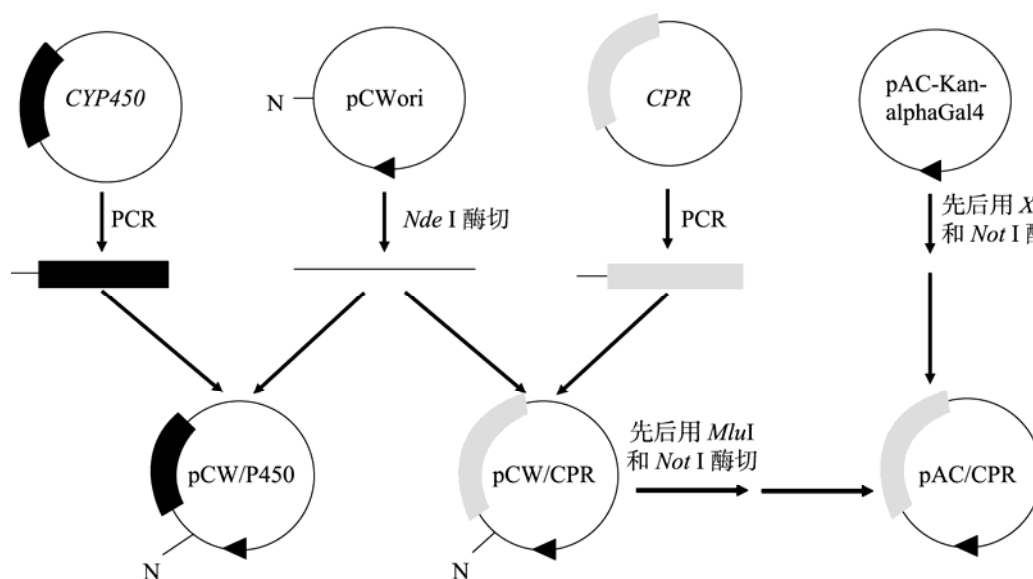 CYP450
N
pCWori
CPR
pAC-Kan-
alphaGal4
PCR
Nde I 酶切
PCR
先后用 X
和 Not I 酶
pCW/P450
N
pCW/CPR
N
先后用 MluI
和 Not I 酶切
pAC/CPR